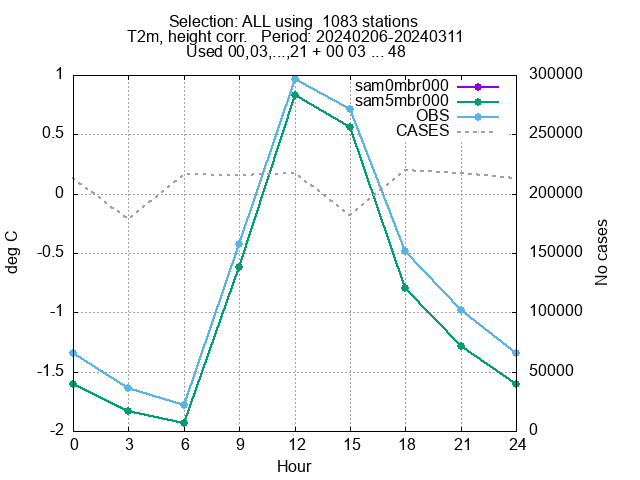 Selection: ALL using  1083 stations
T2m, height corr.   Period: 20240206-20240311
Used 00,03,...,21 + 00 03 ... 48
sam0mbr000
sam5mbr000
OBS
CASES
1
0.5
0
-0.5
-1
-1.5
-2
300000
250000
200000
150000
100000
50000
0
deg C
No cases
0 3 6 9 12 15 18 21 24
Hour